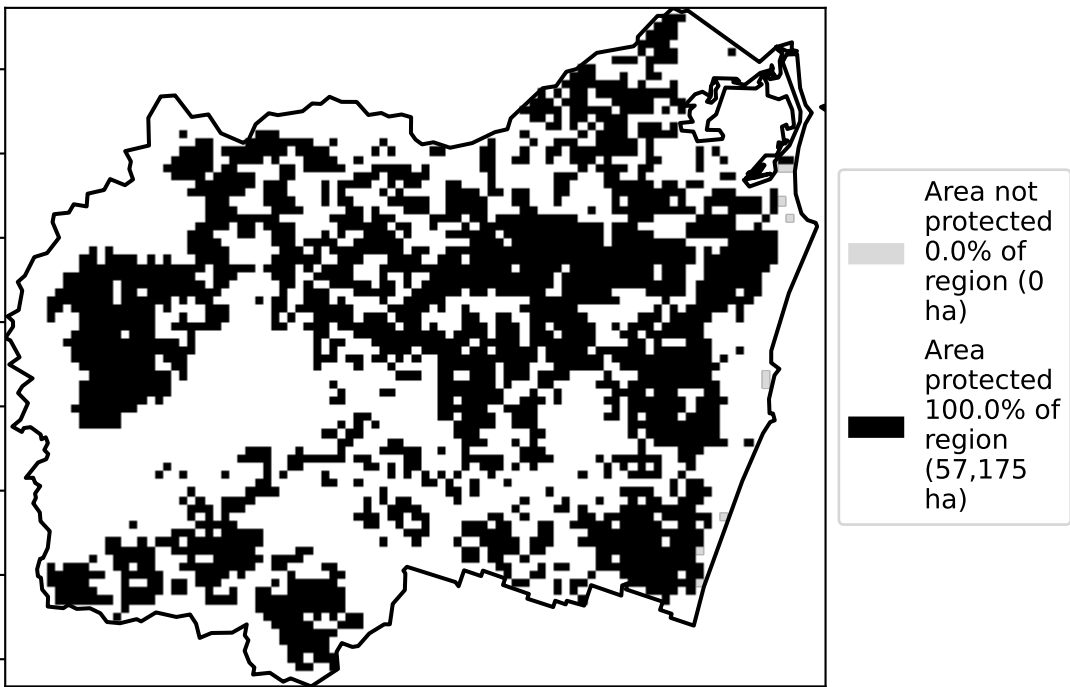 Area not
protected
0.0% of
region (0
ha)
Area
protected
100.0% of
region
(57,175
ha)